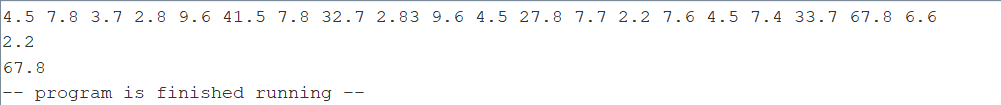 4.5 7.8 3.7 2.8 9.6 41.5 7.8 32.7 2.83 9.6 4.5 27.8 7.7 2.2 7.6 4.5 7.4 33.7 67.8 6.6
2.2
67.8
-- program is finished running --